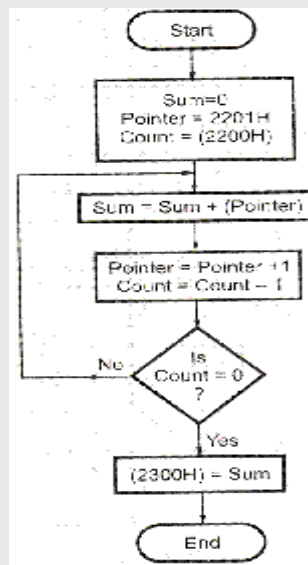 Start
Sum=0
Pointer = 2201H
Count = (2200H)
Sum = Sum + (Pointer)
Pointer = Pointer +1
Count = Count – 1
Is
Count = 0
?
No
Yes
(2300H) = Sum
End